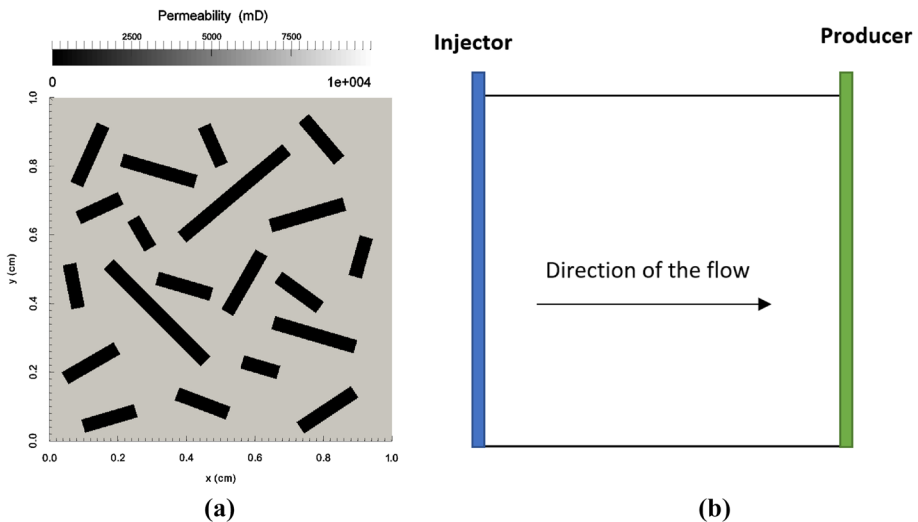 Permeability (mD)
2500 5000 7500
0 1e+004
1.0
0.8
0.6
0.4
0.2
0.0
y (cm)
0.0 0.2 0.4 0.6 0.8 1.0
x (cm)
(a)
Injector
Producer
Direction of the flow
(b)